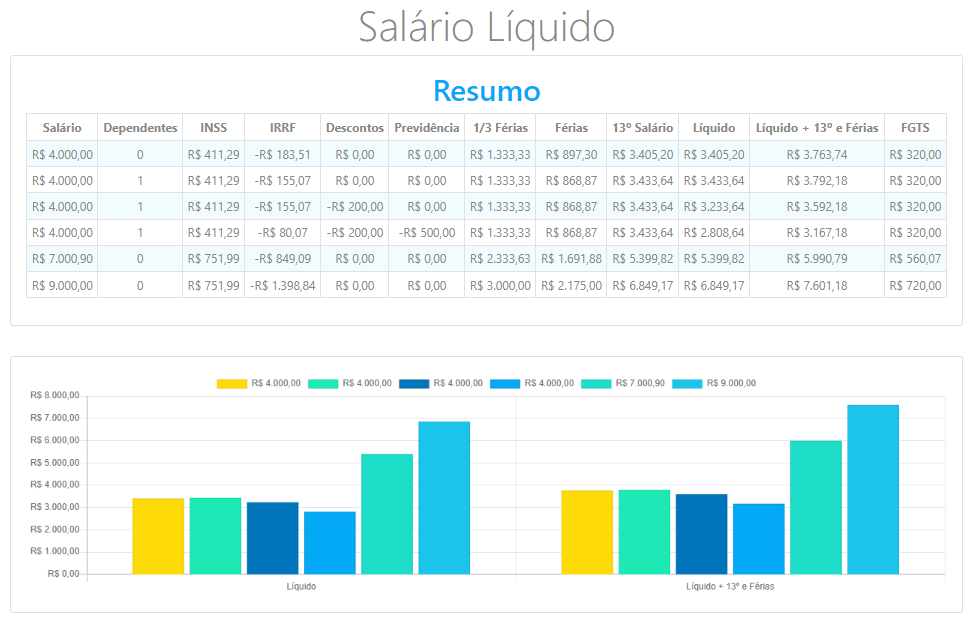 Salário Líquido
Resumo
Salário Dependentes INSS IRRF Descontos Previdência 1/3 Férias Férias 13º Salário Líquido Líquido + 13º e Férias FGTS
R$ 4.000,00 0 R$ 411,29 -R$ 183,51 R$ 0,00 R$ 0,00 R$ 1.333,33 R$ 897,30 R$ 3.405,20 R$ 3.405,20 R$ 3.763,74 R$ 320,00
R$ 4.000,00 1 R$ 411,29 -R$ 155,07 R$ 0,00 R$ 0,00 R$ 1.333,33 R$ 868,87 R$ 3.433,64 R$ 3.433,64 R$ 3.792,18 R$ 320,00
R$ 4.000,00 1 R$ 411,29 -R$ 155,07 -R$ 200,00 R$ 0,00 R$ 1.333,33 R$ 868,87 R$ 3.433,64 R$ 3.233,64 R$ 3.592,18 R$ 320,00
R$ 4.000,00 1 R$ 411,29 -R$ 80,07 -R$ 200,00 -R$ 500,00 R$ 1.333,33 R$ 868,87 R$ 3.433,64 R$ 2.808,64 R$ 3.167,18 R$ 320,00
R$ 7.000,90 0 R$ 751,99 -R$ 849,09 R$ 0,00 R$ 0,00 R$ 2.333,63 R$ 1.691,88 R$ 5.399,82 R$ 5.399,82 R$ 5.990,79 R$ 560,07
R$ 9.000,00 0 R$ 751,99 -R$ 1.398,84 R$ 0,00 R$ 0,00 R$ 3.000,00 R$ 2.175,00 R$ 6.849,17 R$ 6.849,17 R$ 7.601,18 R$ 720,00
R$ 4.000,00 R$ 4.000,00 R$ 4.000,00 R$ 4.000,00 R$ 7.000,90 R$ 9.000,00
R$ 8.000,00
R$ 7.000,00
R$ 6.000,00
R$ 5.000,00
R$ 4.000,00
R$ 3.000,00
R$ 2.000,00
R$ 1.000,00
R$ 0,00
Líquido Líquido + 13º e Férias